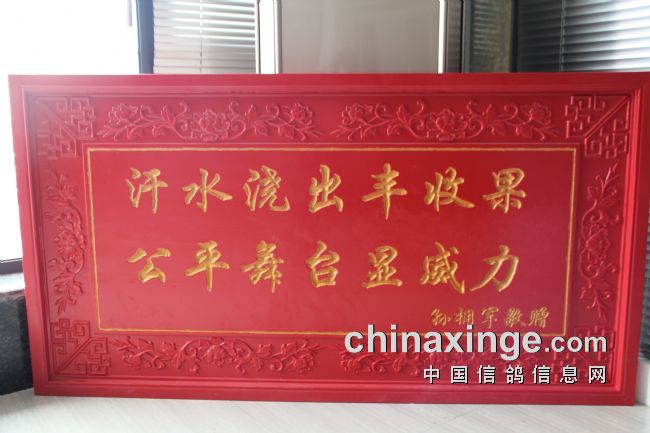 汗水浇出丰收果
公平舞台显威力
孙拥军敬赠
chinaxinge.com
中国信鸽信息网